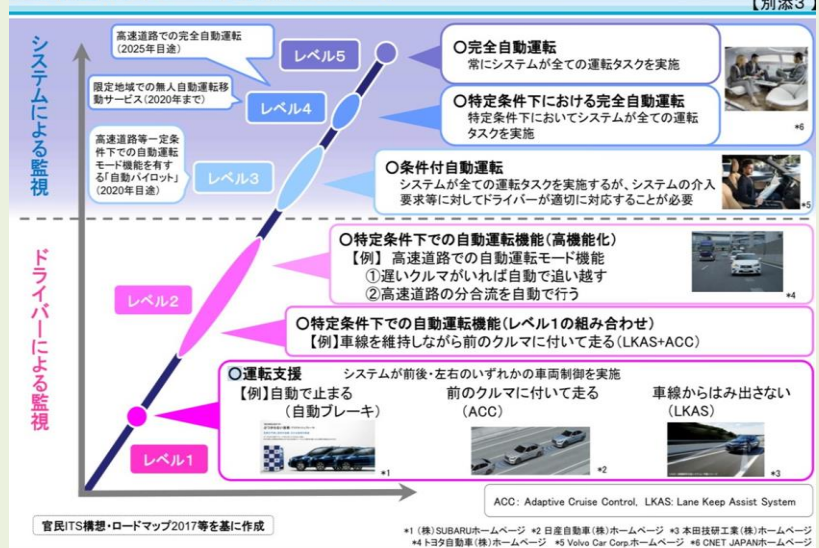 【別添3】
システムによる監視
ドライバーによる監視
高速道路での完全自動運転
(2025年目途)
限定地域での無人自動運転移
動サービス(2020年まで)
高速道路等一定条
件下での自動運転
モード機能を有す
る「自動パイロット」
(2020年目途)
レベル5
レベル4
レベル3
レベル2
レベル1
○完全自動運転
常にシステムが全ての運転タスクを実施
○特定条件下における完全自動運転
特定条件下においてシステムが全ての運転
タスクを実施
*6
○条件付自動運転
システムが全ての運転タスクを実施するが、システムの介入
要求等に対してドライバーが適切に対応することが必要
*5
○特定条件下での自動運転機能(高機能化)
【例】 高速道路での自動運転モード機能
①遅いクルマがいれば自動で追い越す
②高速道路の分合流を自動で行う
*4
○特定条件下での自動運転機能(レベル1の組み合わせ)
【例】車線を維持しながら前のクルマに付いて走る(LKAS+ACC)
○運転支援 システムが前後・左右のいずれかの車両制御を実施
【例】自動で止まる
(自動ブレーキ)
*1
前のクルマに付いて走る
(ACC)
*2
車線からはみ出さない
(LKAS)
*3
ACC: Adaptive Cruise Control, LKAS: Lane Keep Assist System
官民ITS構想・ロードマップ2017等を基に作成
*1 (株)SUBARUホームページ *2 日産自動車(株)ホームページ *3 本田技研工業(株)ホームページ
*4 トヨタ自動車(株)ホームページ *5 Volvo Car Corp.ホームページ *6 CNET JAPANホームページ